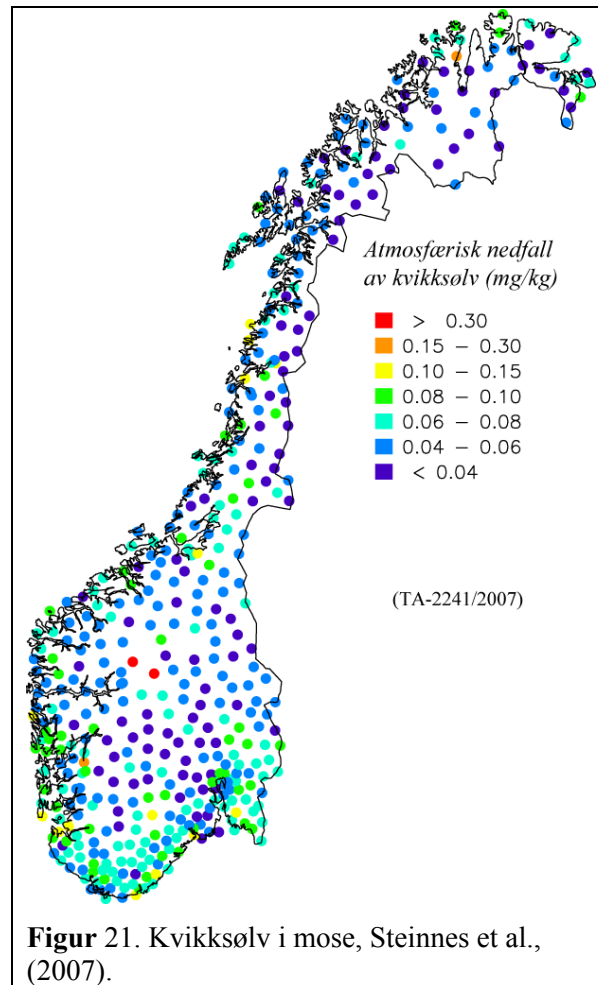 Atmosfærisk nedfall
av kvikksølv (mg/kg)
> 0.30
0.15 – 0.30
0.10 – 0.15
0.08 – 0.10
0.06 – 0.08
0.04 – 0.06
< 0.04
(TA-2241/2007)
Figur 21. Kvikksølv i mose, Steinnes et al.,
(2007).